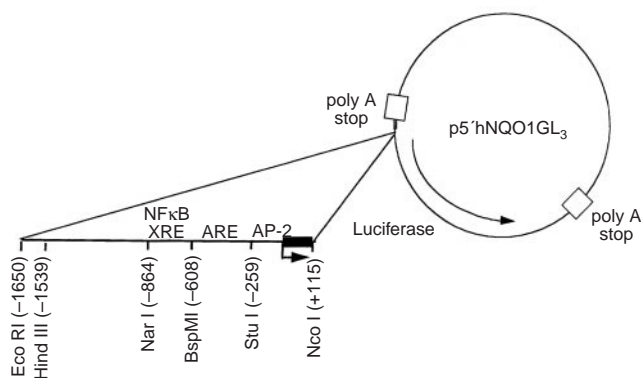 poly A
stop
p5´hNQO1GL3
poly A
stop
Luciferase
NFκB
XRE ARE AP-2
Eco RI (–1650)
Hind III (–1539)
Nar I (–864)
BspMI (–608)
Stu I (–259)
Nco I (+115)